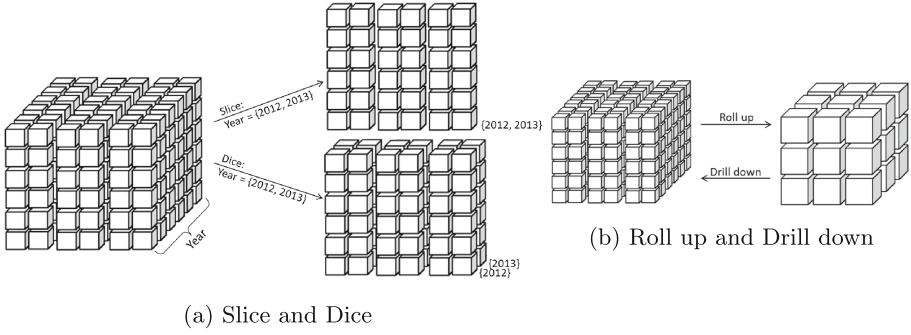 Slice:
Year = {2012, 2013}
{2012, 2013}
Dice:
Year = {2012, 2013}
{2013}
{2012}
Year
(a) Slice and Dice
Roll up
Drill down
(b) Roll up and Drill down